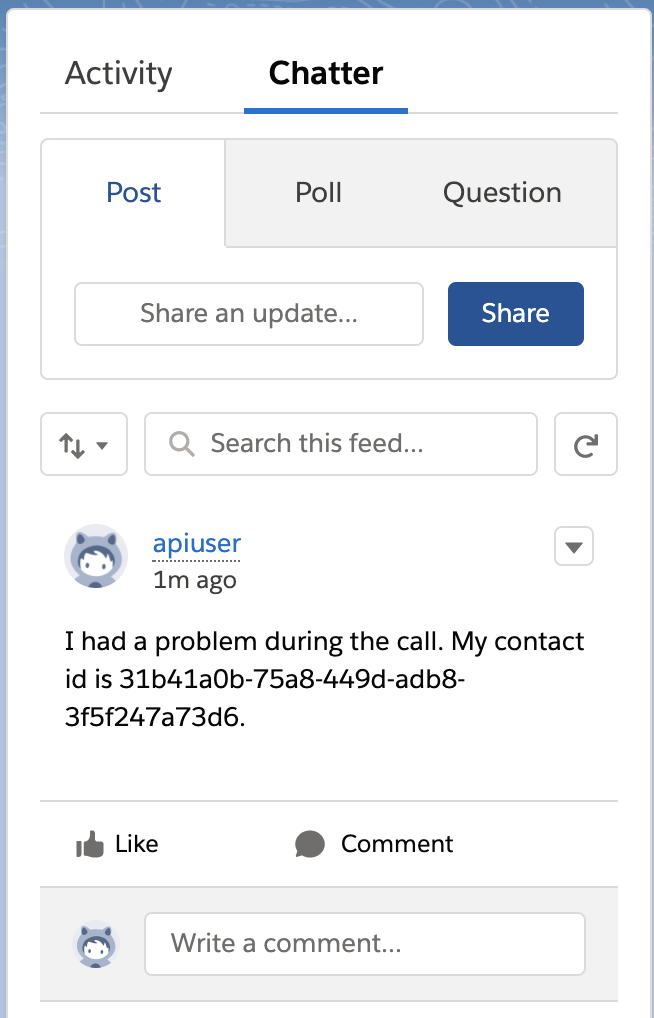 Activity Chatter
Post Poll Question
Share an update... Share
Search this feed...
apiuser
1m ago
I had a problem during the call. My contact
id is 31b41a0b-75a8-449d-adb8-
3f5f247a73d6.
Like Comment
Write a comment...